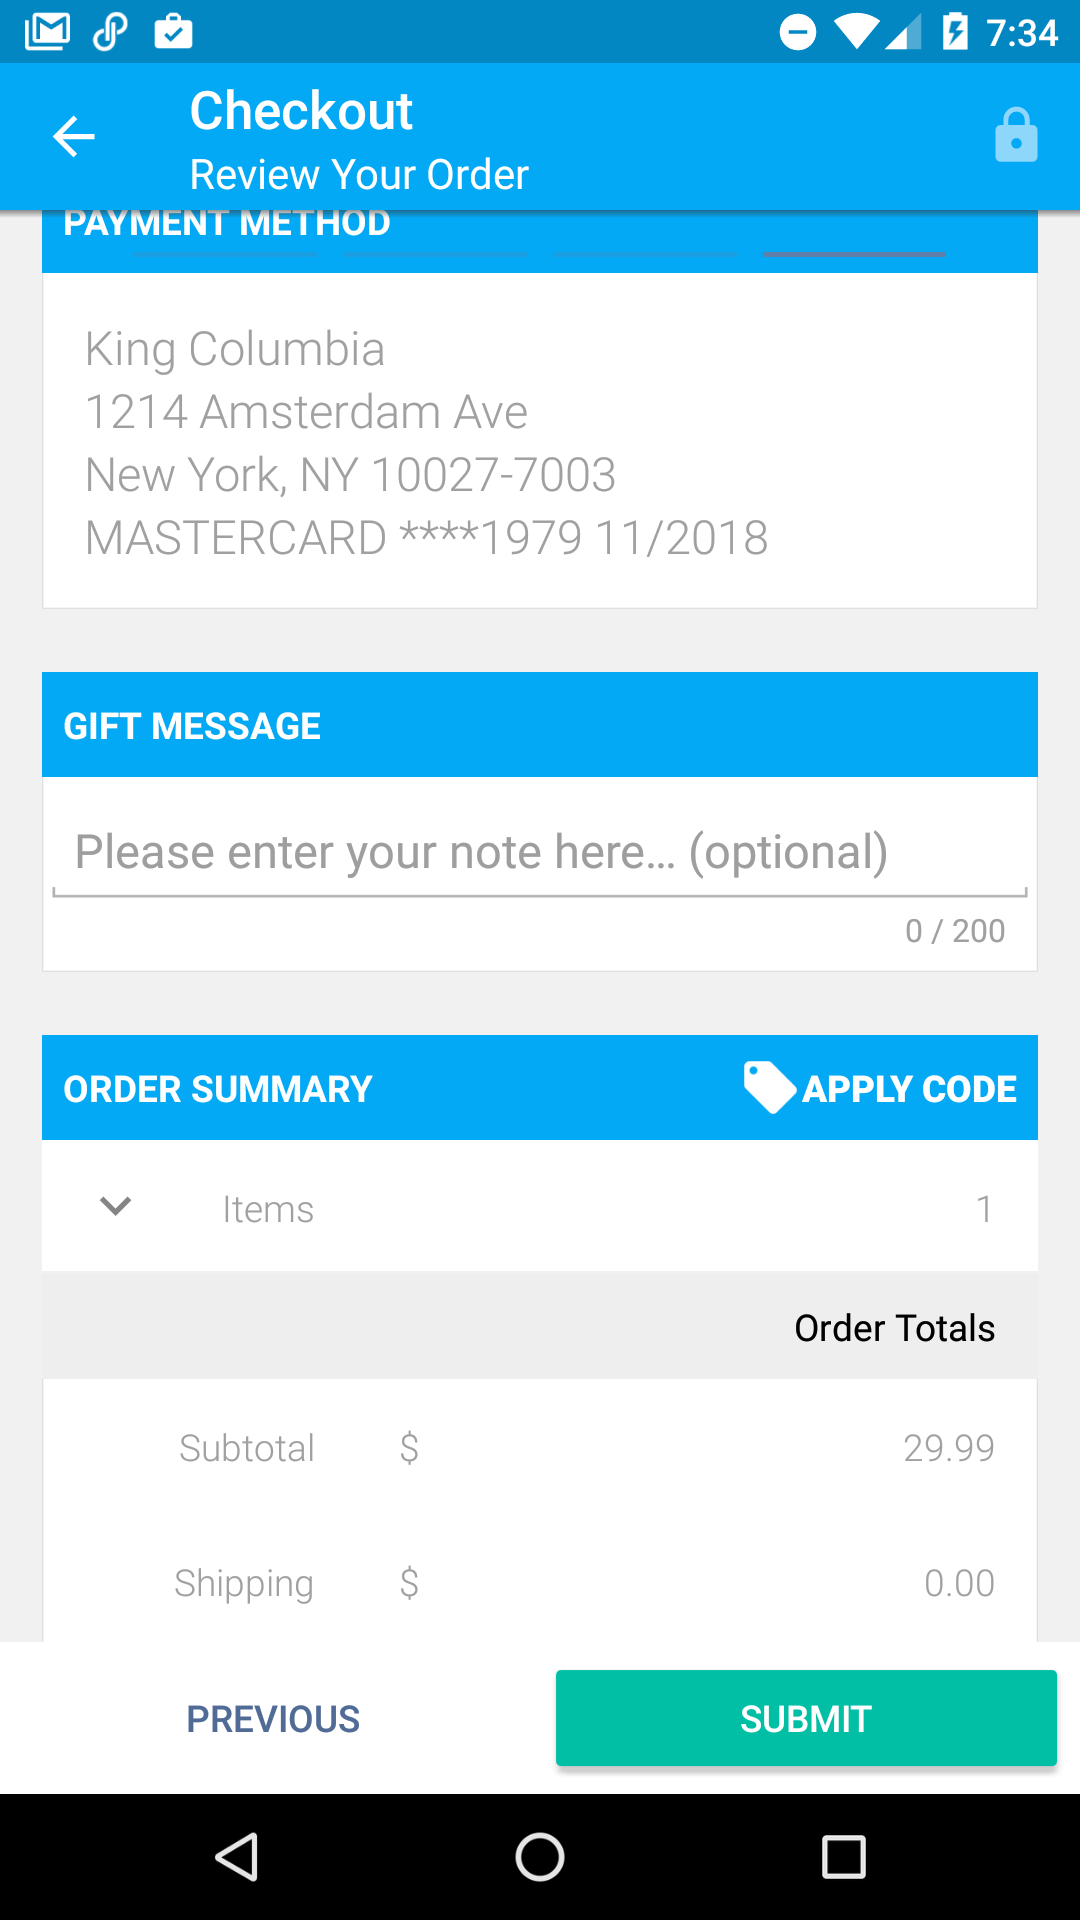 7:34
Checkout
Review Your Order
PAYMENT METHOD
King Columbia
1214 Amsterdam Ave
New York, NY 10027-7003
MASTERCARD ****1979 11/2018
GIFT MESSAGE
Please enter your note here... (optional)
0 / 200
ORDER SUMMARY APPLY CODE
Items 1
Order Totals
Subtotal $ 29.99
Shipping $ 0.00
PREVIOUS SUBMIT